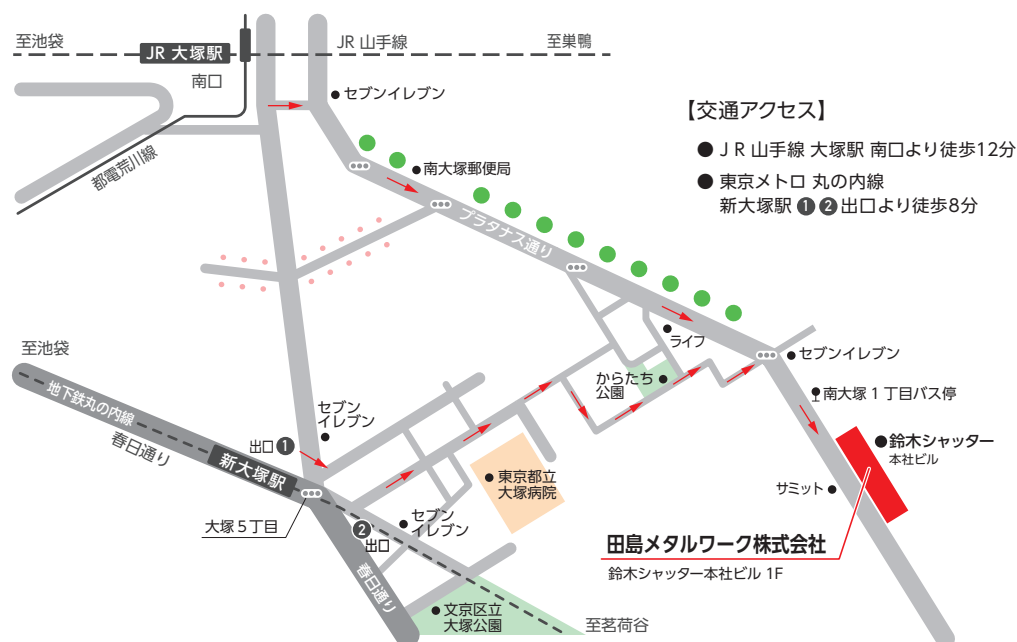 至池袋
JR 大塚駅
JR 山手線
至巣鴨
南口
セブンイレブン
都電荒川線
南大塚郵便局
プラタナス通り
【交通アクセス】
● JR 山手線 大塚駅 南口より徒歩12分
● 東京メトロ 丸の内線
新大塚駅 ❶ ❷ 出口より徒歩8分
至池袋
地下鉄丸の内線
春日通り
セブン
イレブン
出口 ❶
新大塚駅
大塚5丁目
❷
出口
セブン
イレブン
春日通り
東京都立
大塚病院
からたち
公園
ライフ
セブンイレブン
南大塚1丁目バス停
鈴木シャッター
本社ビル
サミット
田島メタルワーク株式会社
鈴木シャッター本社ビル 1F
文京区立
大塚公園
至茗荷谷